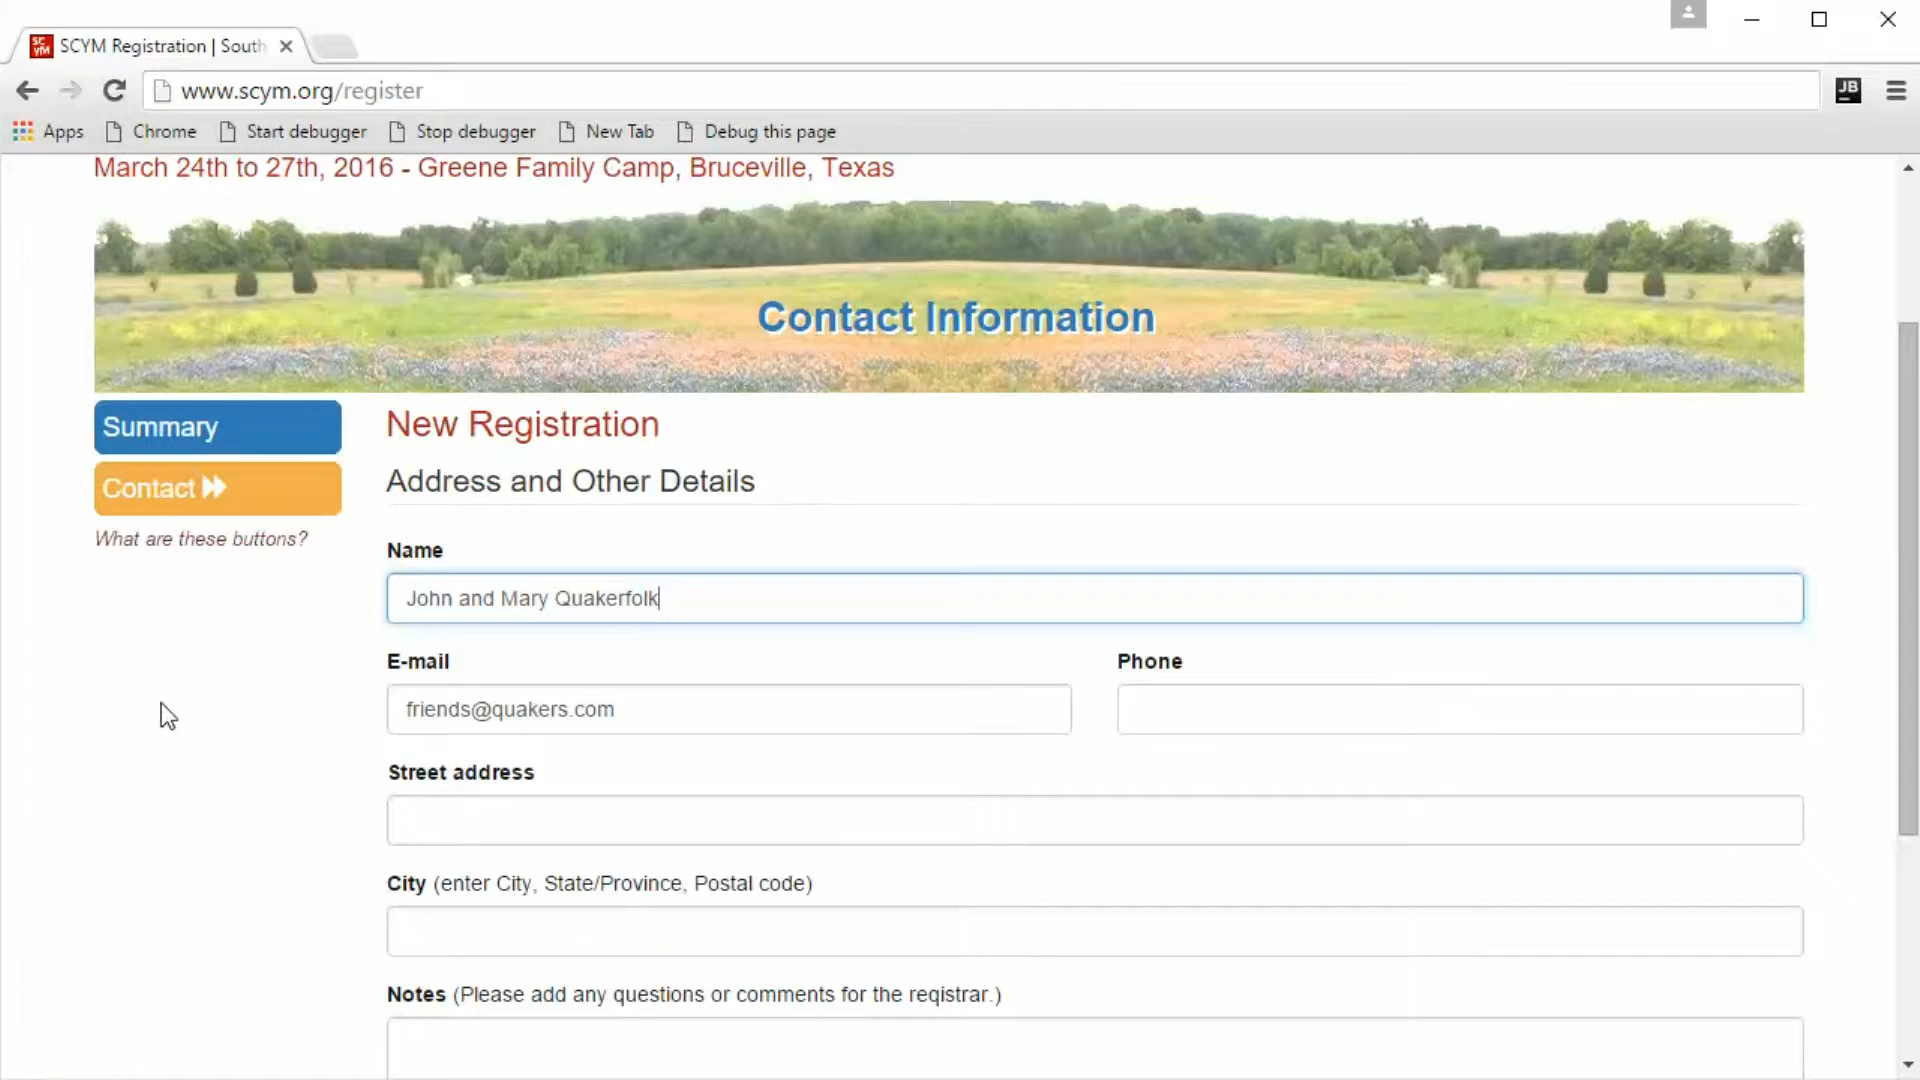 SCYM Registration | South
www.scym.org/register
JB
Apps Chrome Start debugger Stop debugger New Tab Debug this page
March 24th to 27th, 2016 - Greene Family Camp, Bruceville, Texas
Contact Information
Summary
Contact
What are these buttons?
New Registration
Address and Other Details
Name
John and Mary Quakerfolk
E-mail
Phone
friends@quakers.com
Street address
City (enter City, State/Province, Postal code)
Notes (Please add any questions or comments for the registrar.)